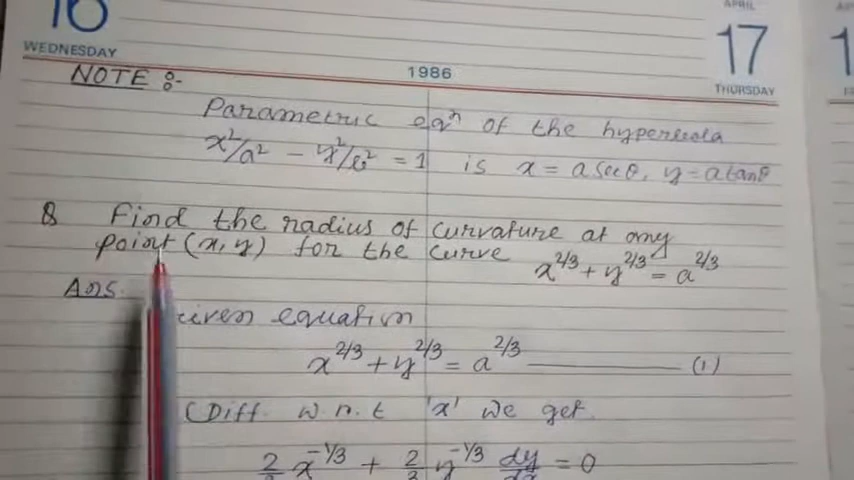 16
WEDNESDAY
1986
APRIL
17
THURSDAY
NOTE :-
Parametric eqⁿ of the hyperbola
x²/a² - y²/b² = 1 is x = a secθ, y = a tanθ
Q Find the radius of curvature at any
point (x, y) for the curve x^{2/3} + y^{2/3} = a^{2/3}
Ans.
given equation
x^{2/3} + y^{2/3} = a^{2/3} ———— (1)
Diff. w.r.t 'x' we get
2/3 x^{-1/3} + 2/3 y^{-1/3} dy/dx = 0